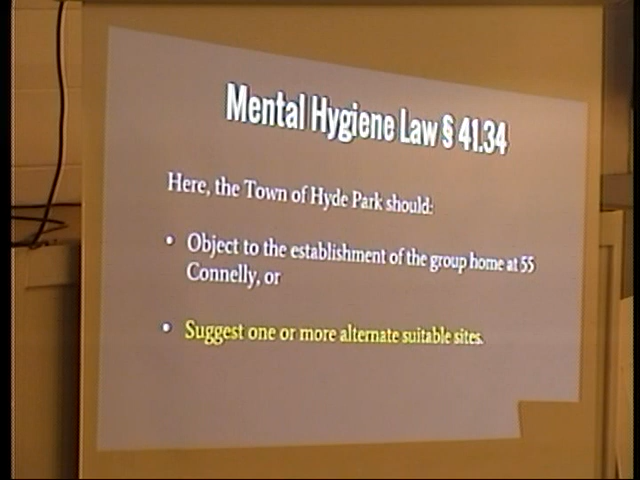 Mental Hygiene Law § 41.34
Here, the Town of Hyde Park should:
• Object to the establishment of the group home at 55
Connelly, or
• Suggest one or more alternate suitable sites.